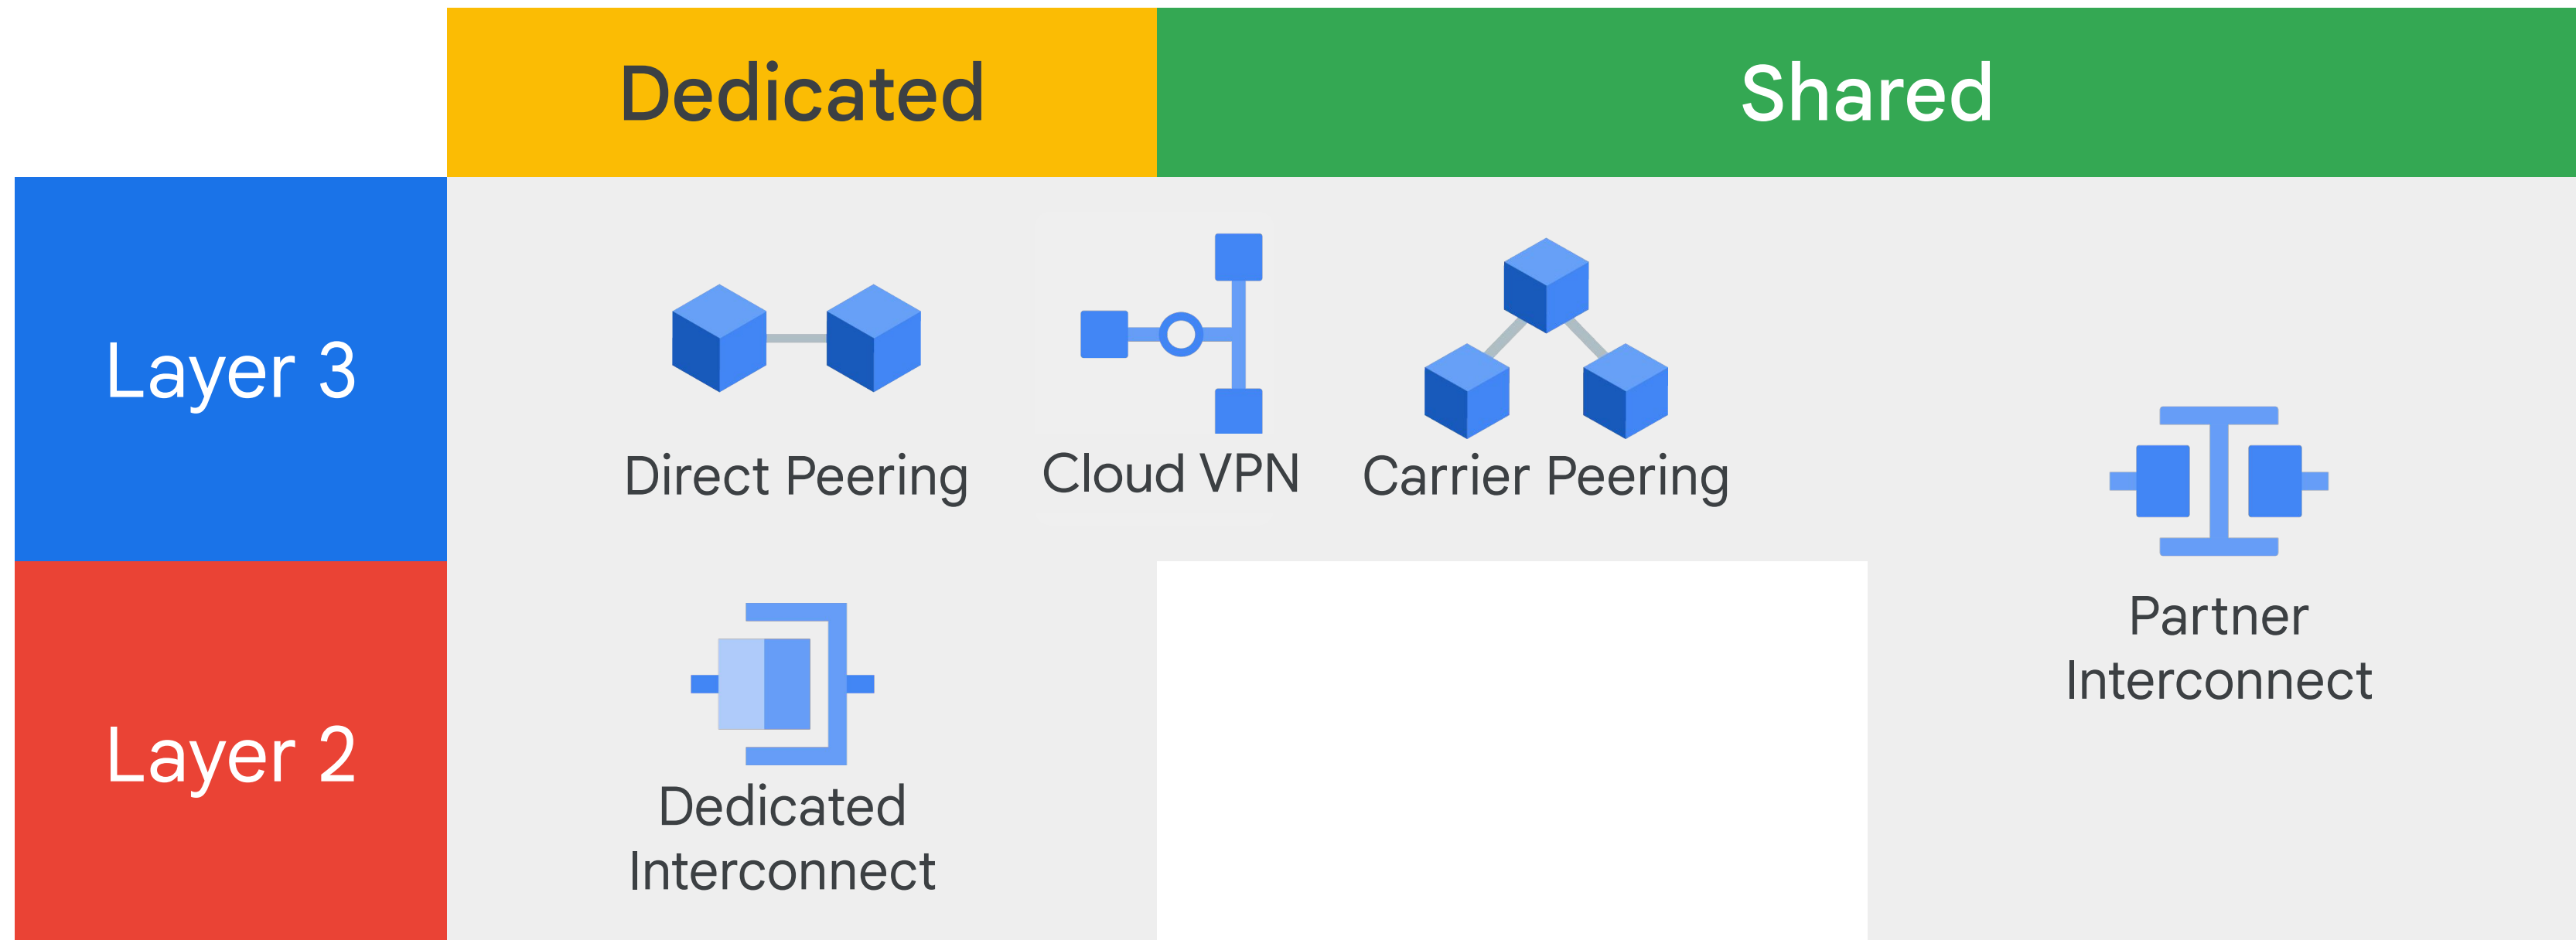 Dedicated
Shared
Layer 3
Direct Peering
Cloud VPN
Carrier Peering
Partner
Interconnect
Layer 2
Dedicated
Interconnect